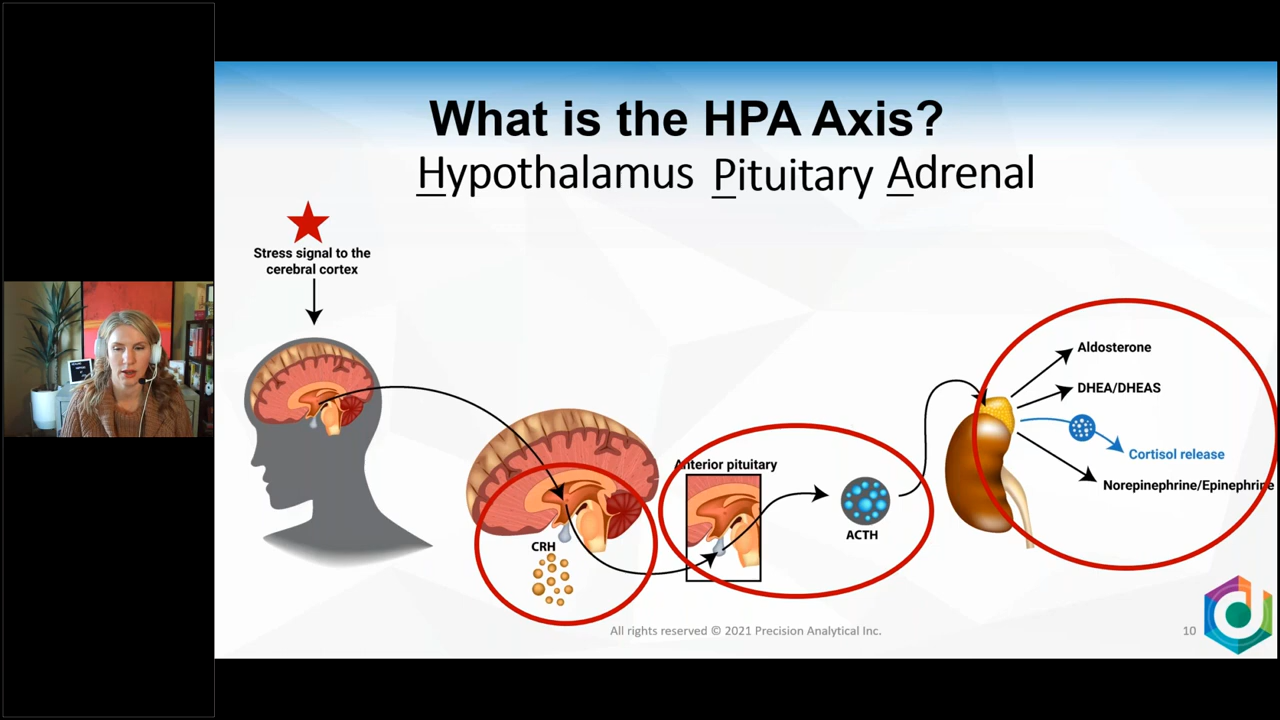 What is the HPA Axis?
Hypothalamus Pituitary Adrenal
Stress signal to the
cerebral cortex
CRH
Anterior pituitary
ACTH
Aldosterone
DHEA/DHEAS
Cortisol release
Norepinephrine/Epinephrine
All rights reserved © 2021 Precision Analytical Inc.
10